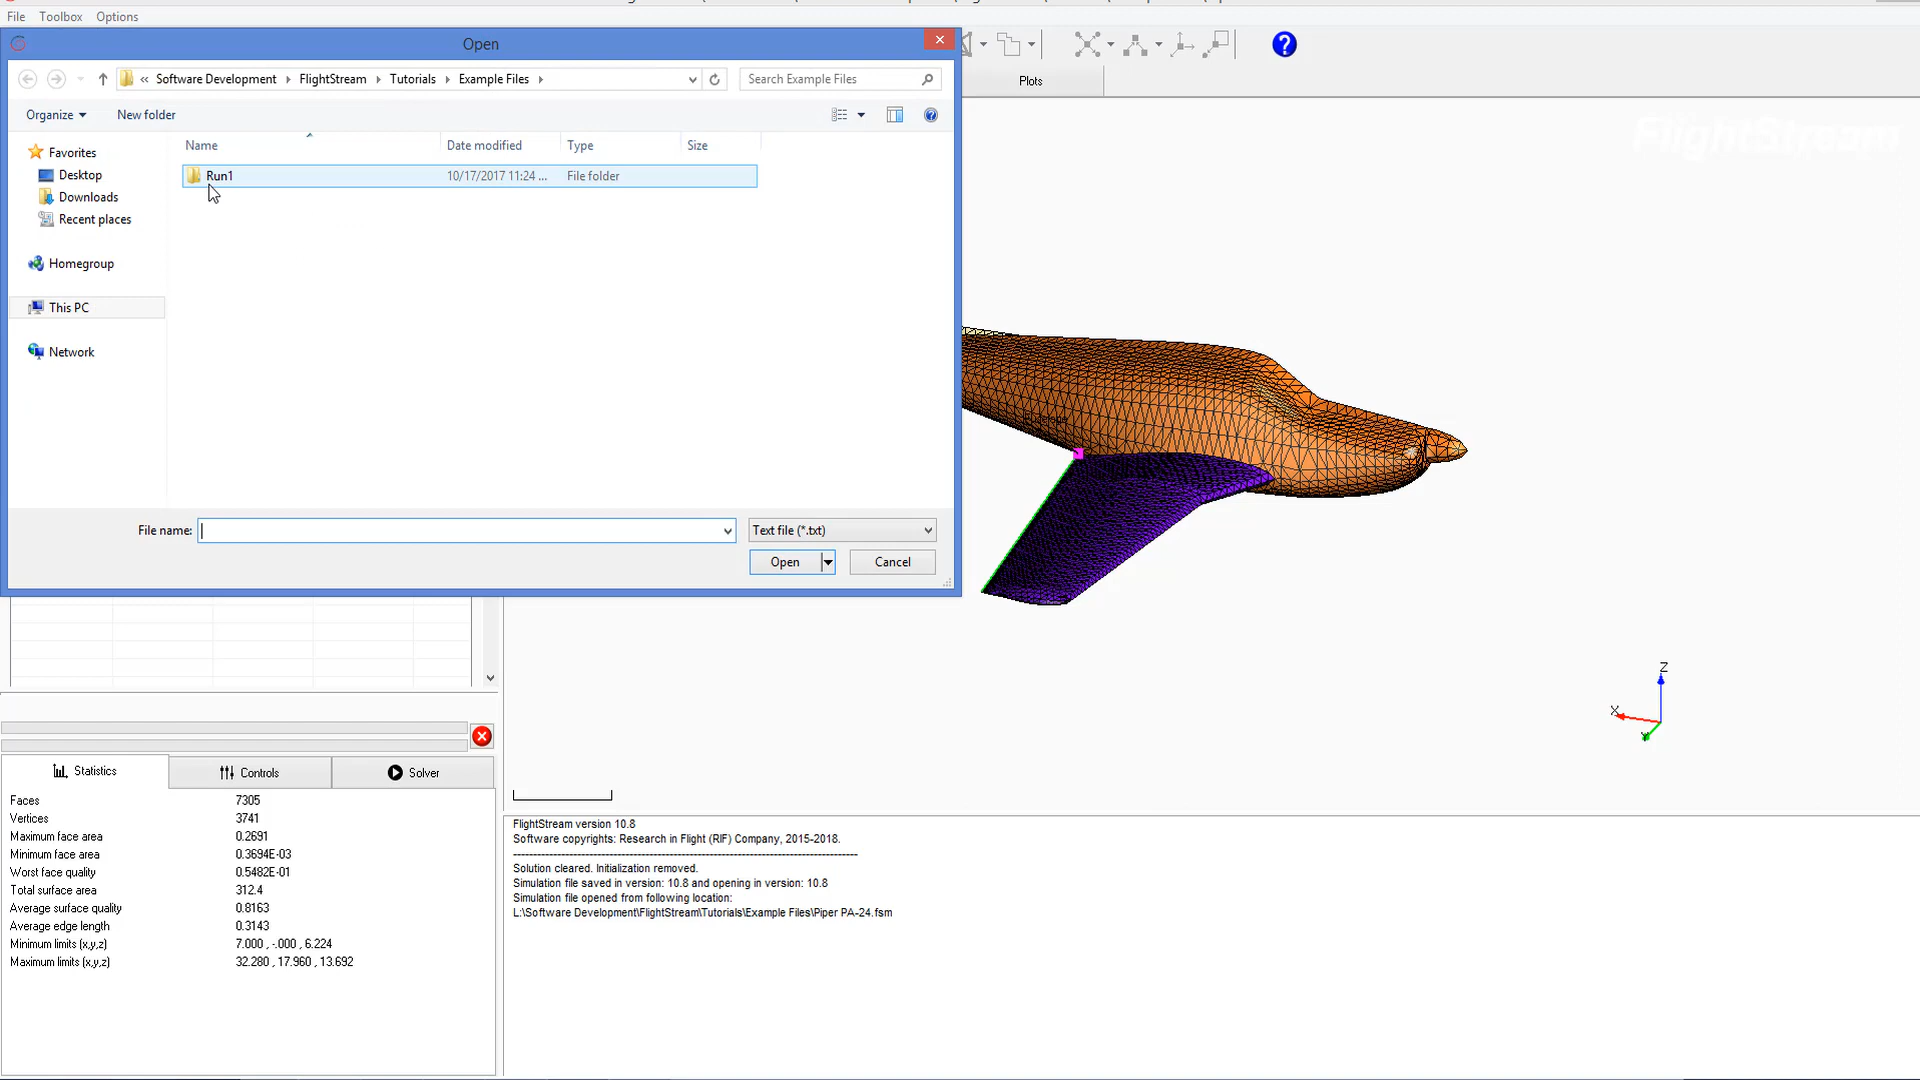 File Toolbox Options
Open
« Software Development FlightStream Tutorials Example Files
Search Example Files
Plots
Organize New folder
Name Date modified Type Size
Favorites
Run1 10/17/2017 11:24 ... File folder
Desktop
Downloads
Recent places
Homegroup
This PC
Network
File name: Text file (*.txt)
Open Cancel
FlightStream
Z
X
Y
Statistics Controls Solver
Faces 7305
Vertices 3741
Maximum face area 0.2691
Minimum face area 0.3694E-03
Worst face quality 0.5482E-01
Total surface area 312.4
Average surface quality 0.8163
Average edge length 0.3143
Minimum limits (x,y,z) 7.000 , -.000 , 6.224
Maximum limits (x,y,z) 32.280 , 17.960 , 13.692
FlightStream version 10.8
Software copyrights: Research in Flight (RIF) Company, 2015-2018.
Solution cleared. Initialization removed.
Simulation file saved in version: 10.8 and opening in version: 10.8
Simulation file opened from following location:
L:\Software Development\FlightStream\Tutorials\Example Files\Piper PA-24.fsm